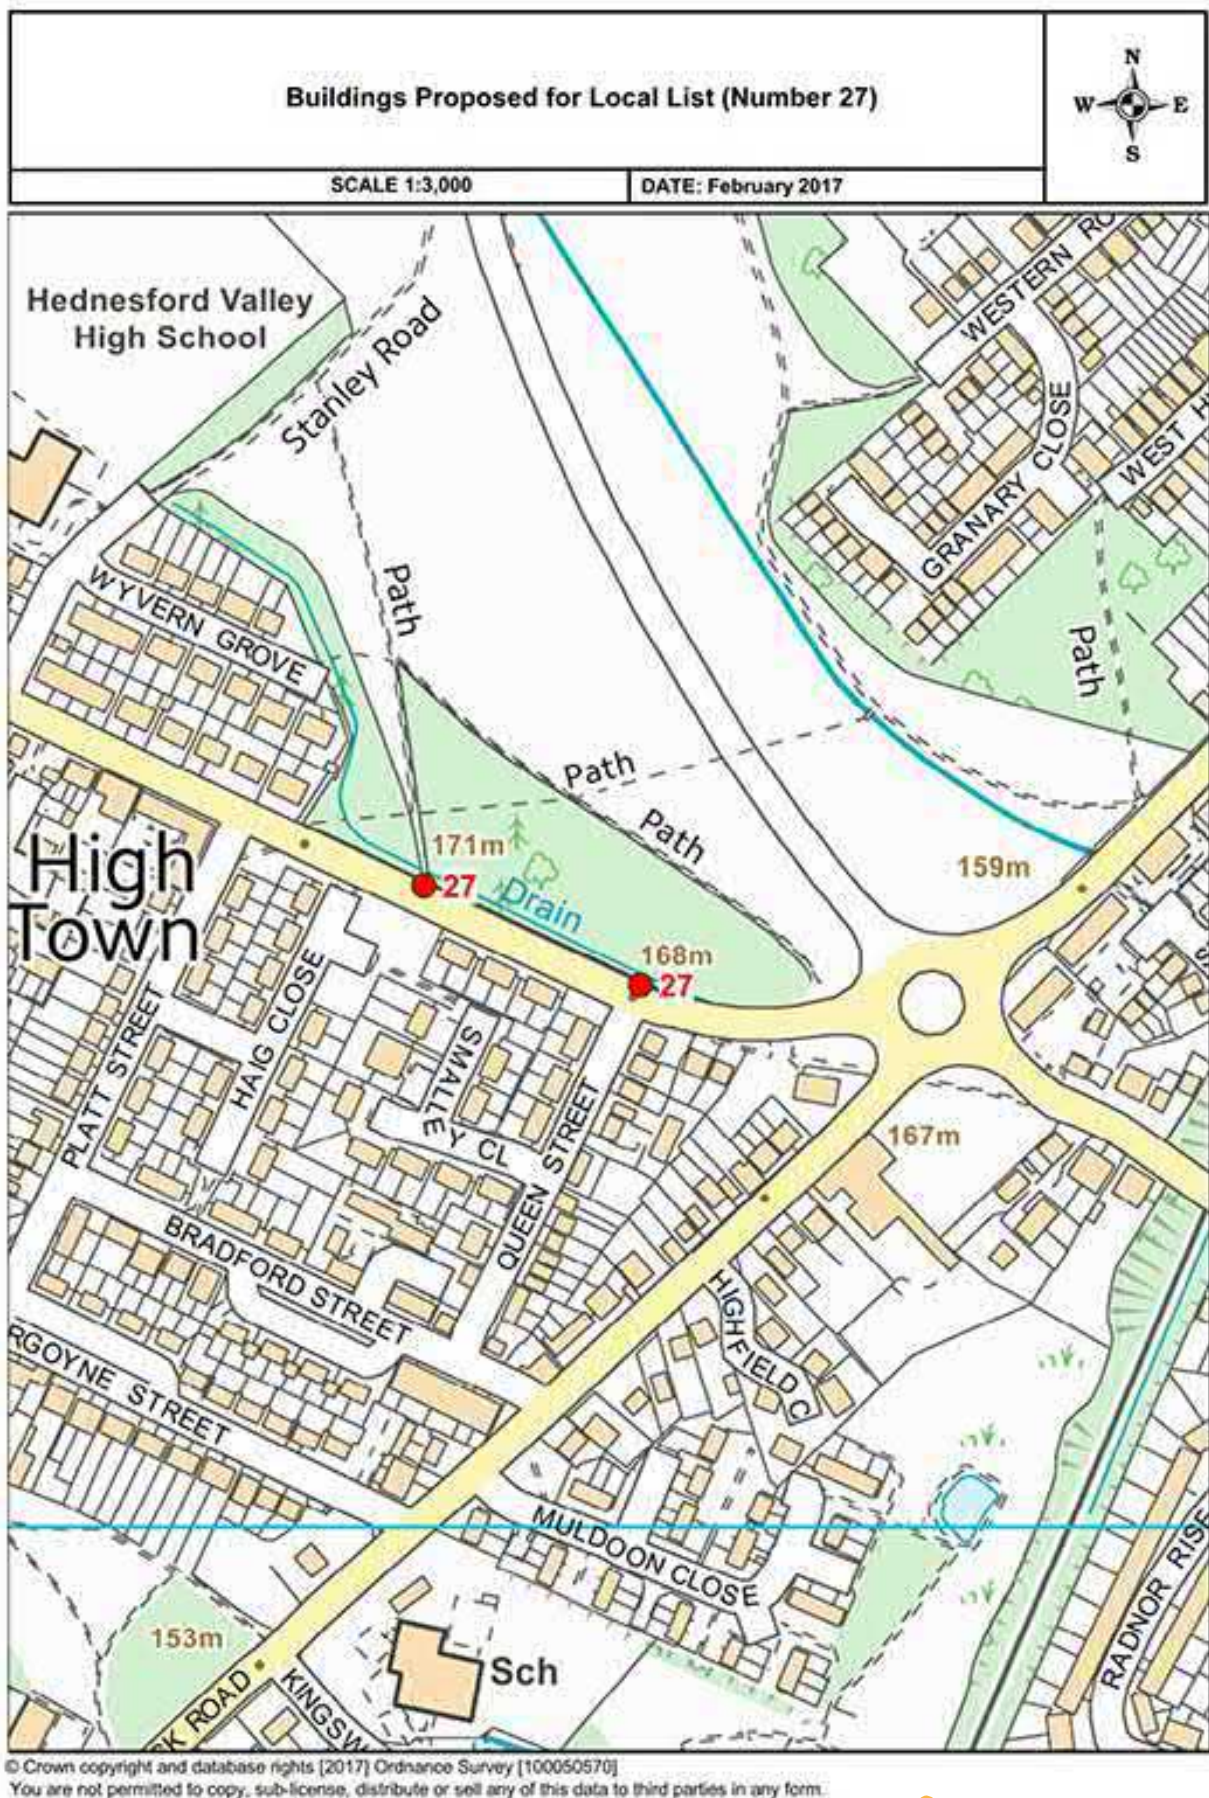 Buildings Proposed for Local List (Number 27)
N
W E
S
SCALE 1:3,000
DATE: February 2017
Hednesford Valley
High School
Stanley Road
WESTERN RO
GRANARY CLOSE
WEST H
WYVERN GROVE
Path
Path
Path
Path
High
Town
171m
27
Drain
168m
27
159m
PLATT STREET
HAIG CLOSE
SMALLEY CL
QUEEN STREET
167m
BRADFORD STREET
HIGHFIELD C
RGOYNE STREET
MULDOON CLOSE
RADNOR RISE
153m
Sch
CK ROAD
KINGSW
© Crown copyright and database rights [2017] Ordnance Survey [100050570]
You are not permitted to copy, sub-license, distribute or sell any of this data to third parties in any form.